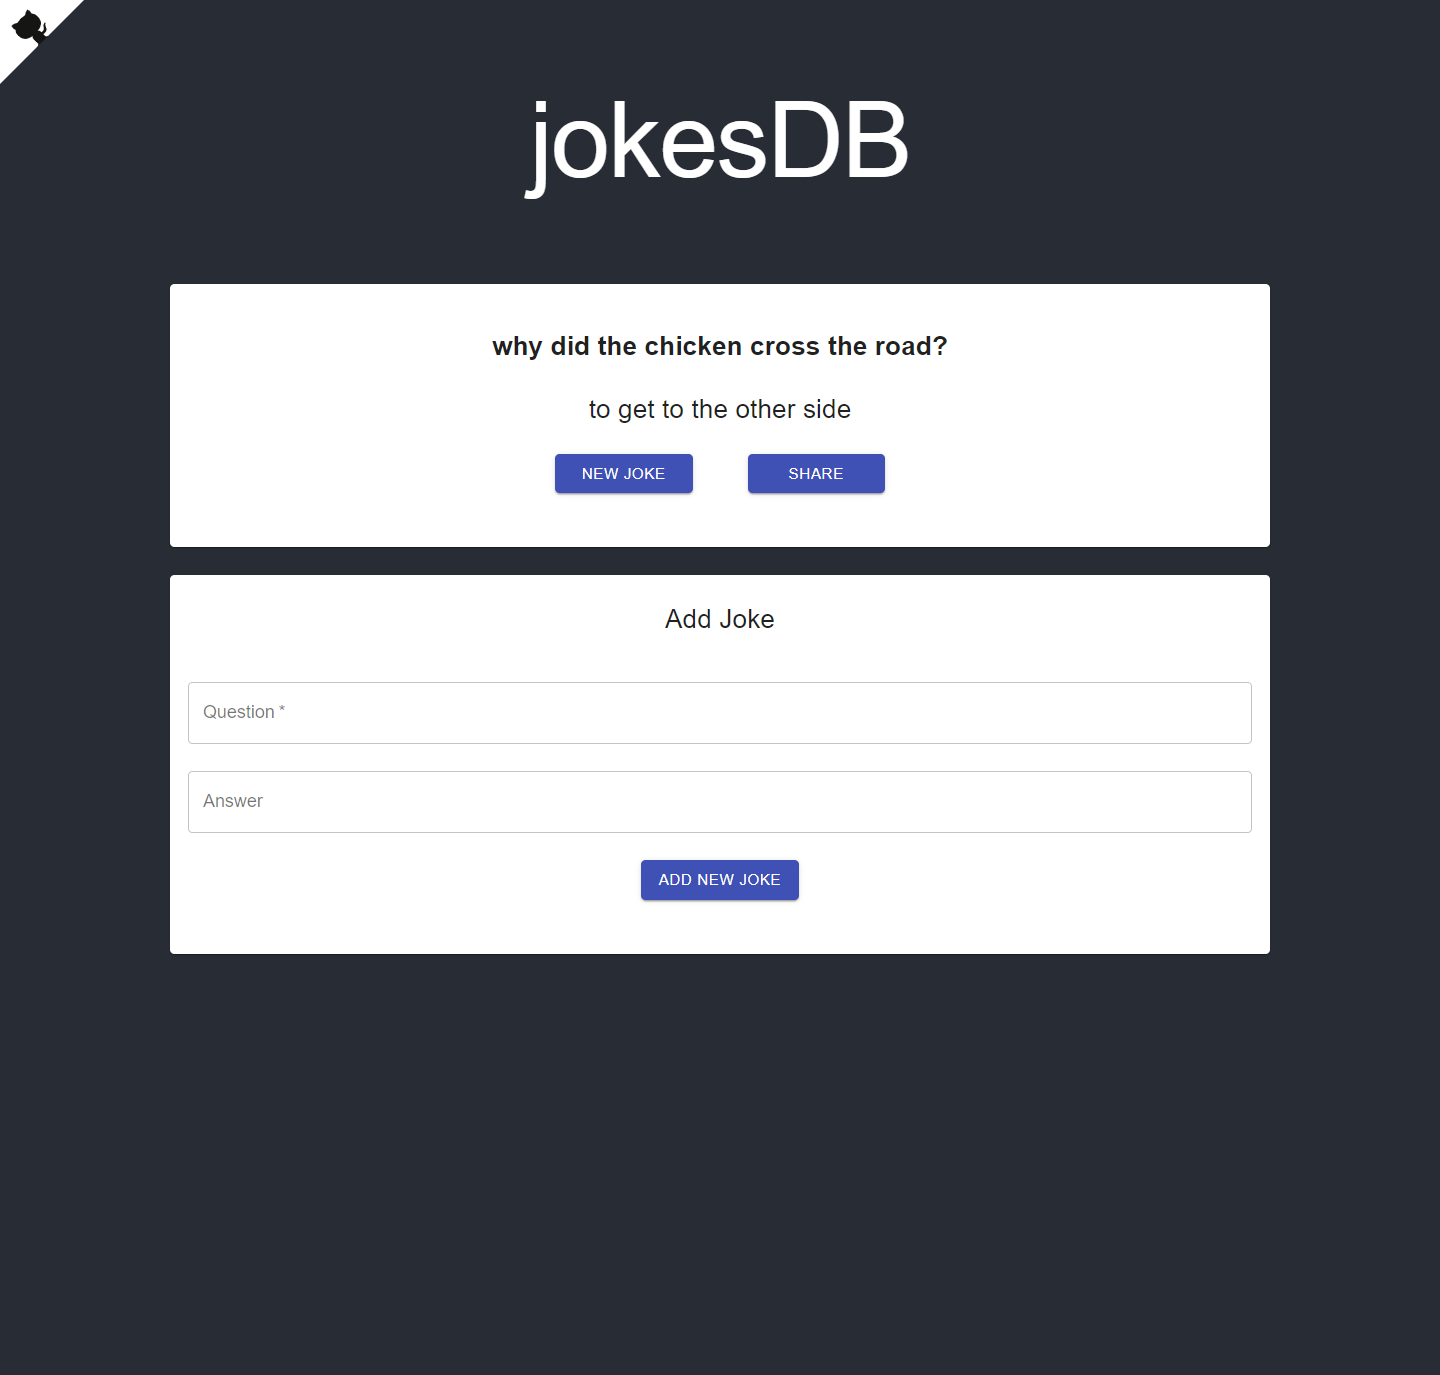 jokesDB
why did the chicken cross the road?
to get to the other side
NEW JOKE
SHARE
Add Joke
Question *
Answer
ADD NEW JOKE